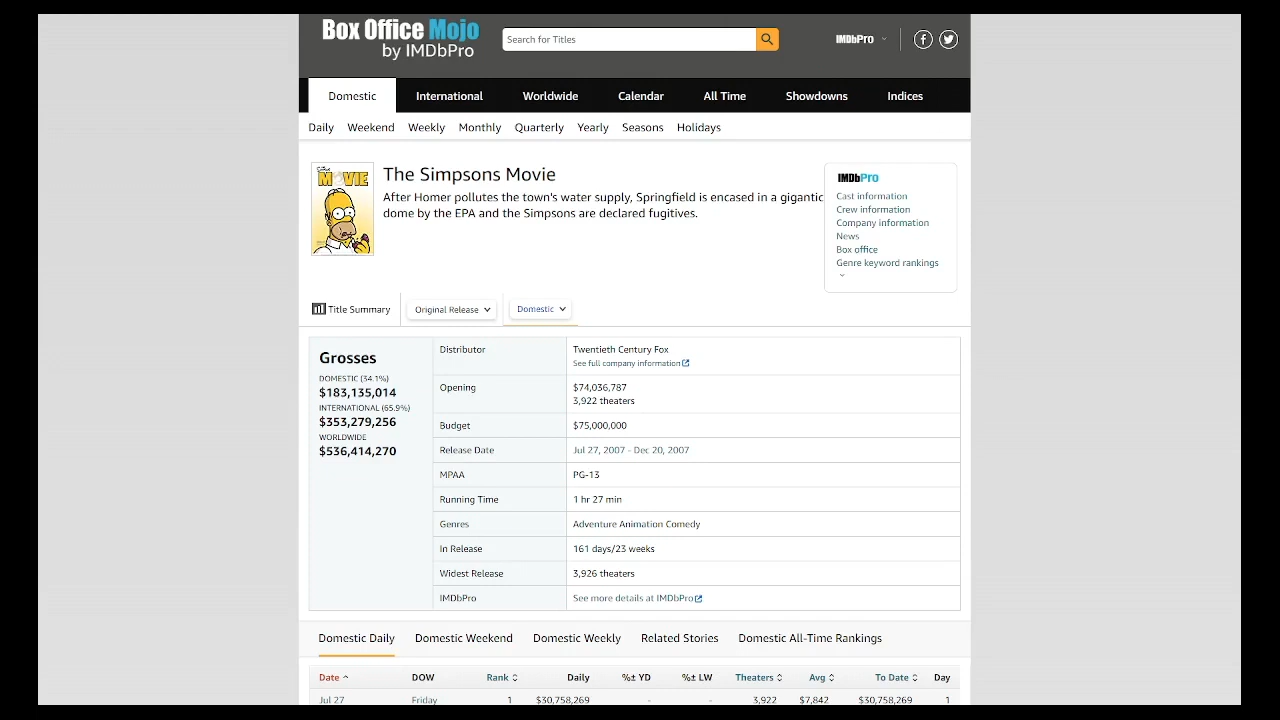 Box Office Mojo
by IMDbPro
Search for Titles
IMDbPro
Domestic International Worldwide Calendar All Time Showdowns Indices
Daily Weekend Weekly Monthly Quarterly Yearly Seasons Holidays
MOVIE
The Simpsons Movie
After Homer pollutes the town's water supply, Springfield is encased in a gigantic
dome by the EPA and the Simpsons are declared fugitives.
IMDbPro
Cast information
Crew information
Company information
News
Box office
Genre keyword rankings
Title Summary Original Release Domestic
Grosses
DOMESTIC (34.1%)
$183,135,014
INTERNATIONAL (65.9%)
$353,279,256
WORLDWIDE
$536,414,270
Distributor Twentieth Century Fox
See full company information
Opening $74,036,787
3,922 theaters
Budget $75,000,000
Release Date Jul 27, 2007 - Dec 20, 2007
MPAA PG-13
Running Time 1 hr 27 min
Genres Adventure Animation Comedy
In Release 161 days/23 weeks
Widest Release 3,926 theaters
IMDbPro See more details at IMDbPro
Domestic Daily Domestic Weekend Domestic Weekly Related Stories Domestic All-Time Rankings
Date DOW Rank Daily %± YD %± LW Theaters Avg To Date Day
Jul 27 Friday 1 $30,758,269 - - 3,922 $7,842 $30,758,269 1